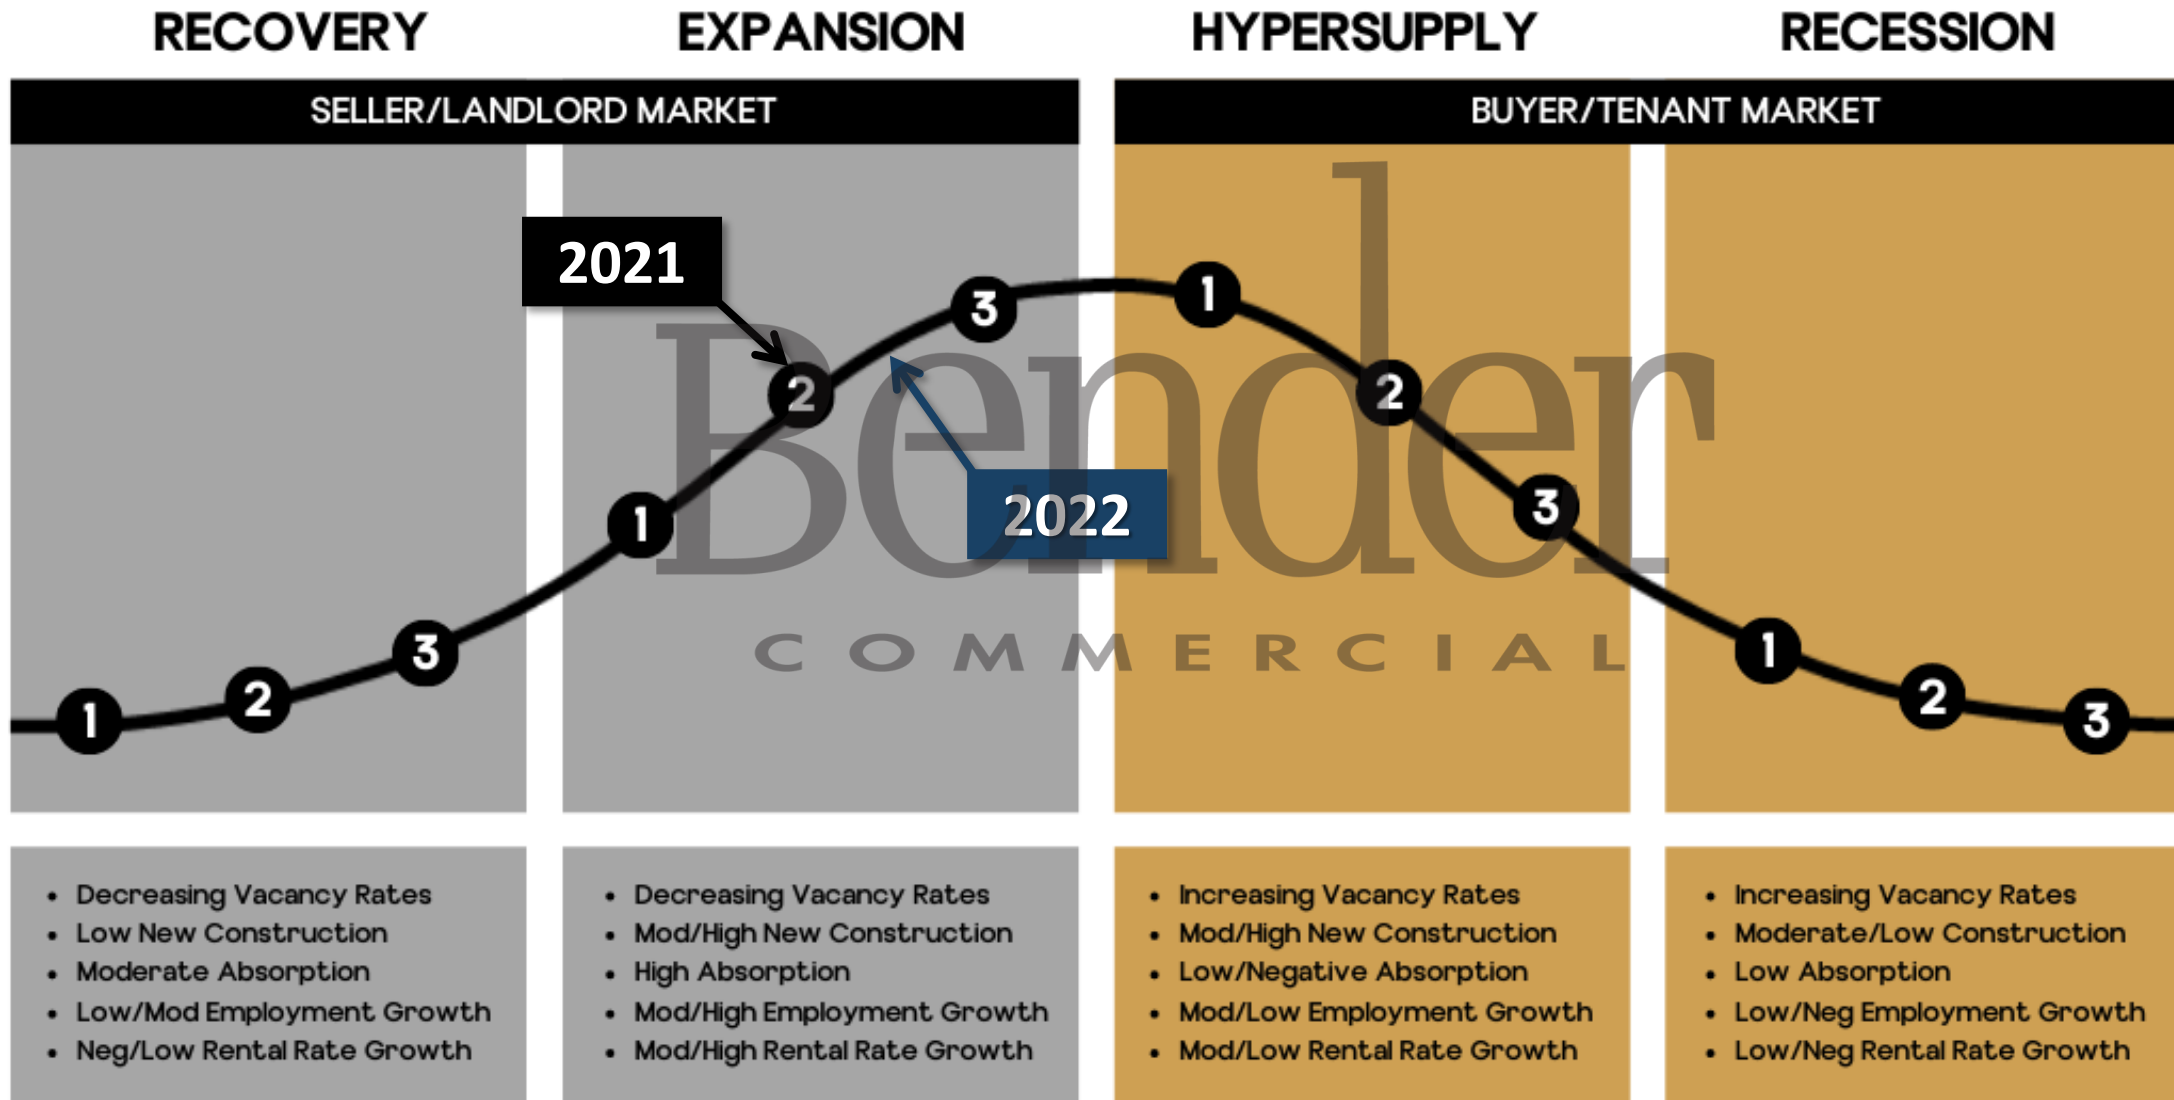 RECOVERY
EXPANSION
HYPERSUPPLY
RECESSION
SELLER/LANDLORD MARKET
BUYER/TENANT MARKET
2021
2022
1
2
3
1
2
3
1
2
3
1
2
3
Bender
COMMERCIAL
• Decreasing Vacancy Rates
• Low New Construction
• Moderate Absorption
• Low/Mod Employment Growth
• Neg/Low Rental Rate Growth
• Decreasing Vacancy Rates
• Mod/High New Construction
• High Absorption
• Mod/High Employment Growth
• Mod/High Rental Rate Growth
• Increasing Vacancy Rates
• Mod/High New Construction
• Low/Negative Absorption
• Mod/Low Employment Growth
• Mod/Low Rental Rate Growth
• Increasing Vacancy Rates
• Moderate/Low Construction
• Low Absorption
• Low/Neg Employment Growth
• Low/Neg Rental Rate Growth